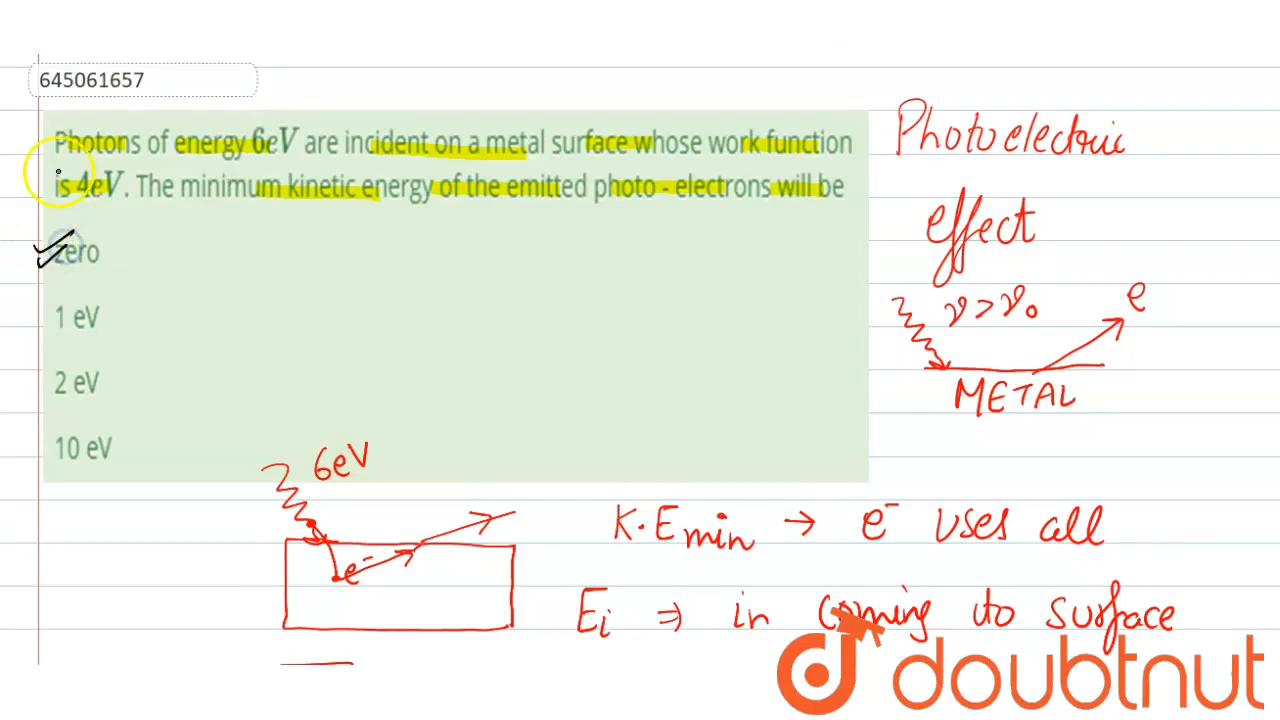 645061657
Photons of energy 6eV are incident on a metal surface whose work function
is 4eV. The minimum kinetic energy of the emitted photo - electrons will be
zero
1 eV
2 eV
10 eV
Photoelectric
effect
ν > ν₀
e
METAL
6eV
e⁻
K.E min → e⁻ uses all
Ei ⇒ in coming to surface
doubtnut